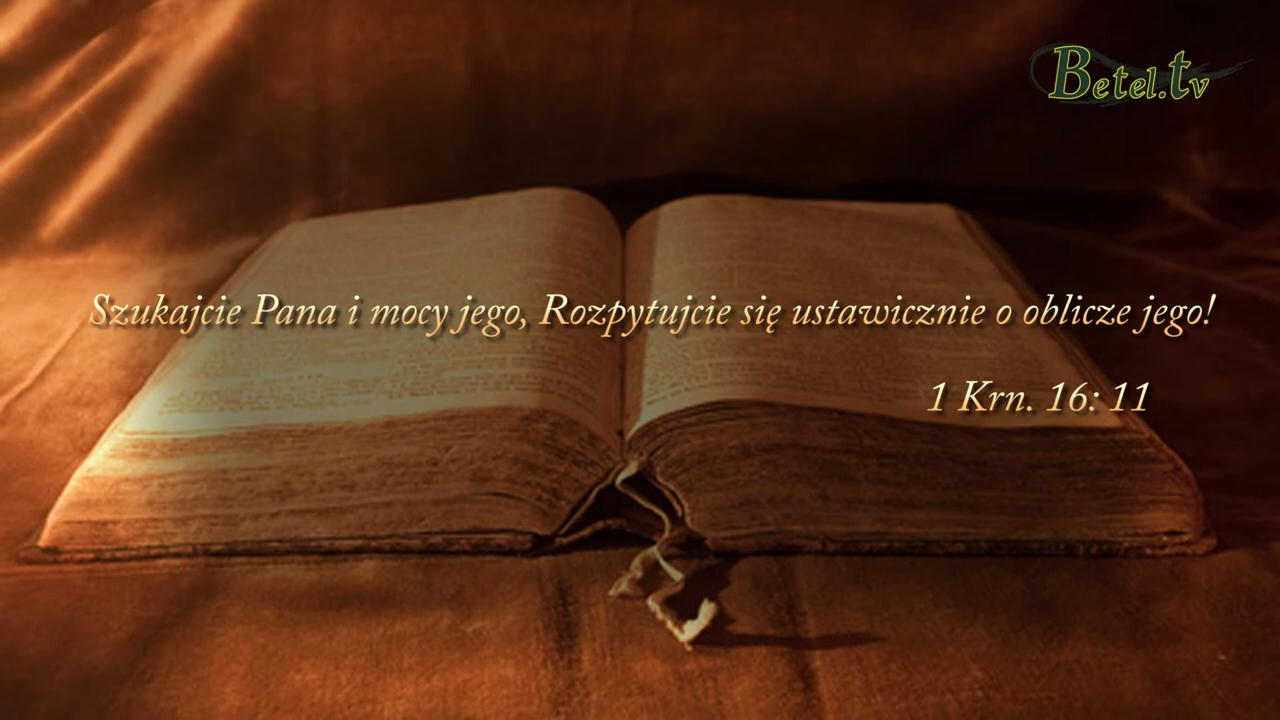 Betel.tv
Szukajcie Pana i mocy jego, Rozpytujcie się ustawicznie o oblicze jego!
1 Krn. 16: 11